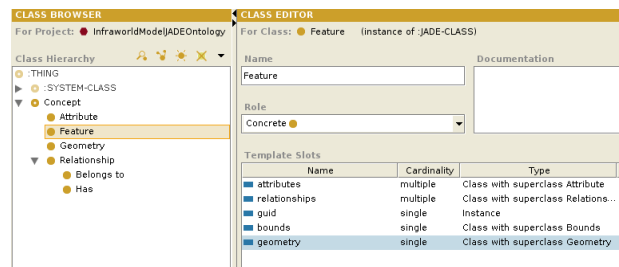 CLASS BROWSER
For Project: InfraworldModelJADEOntology
Class Hierarchy
:THING
:SYSTEM-CLASS
Concept
Attribute
Feature
Geometry
Relationship
Belongs to
Has
CLASS EDITOR
For Class: Feature (instance of :JADE-CLASS)
Name
Documentation
Feature
Role
Concrete
Template Slots
Name Cardinality Type
attributes multiple Class with superclass Attribute
relationships multiple Class with superclass Relations...
guid single Instance
bounds single Class with superclass Bounds
geometry single Class with superclass Geometry